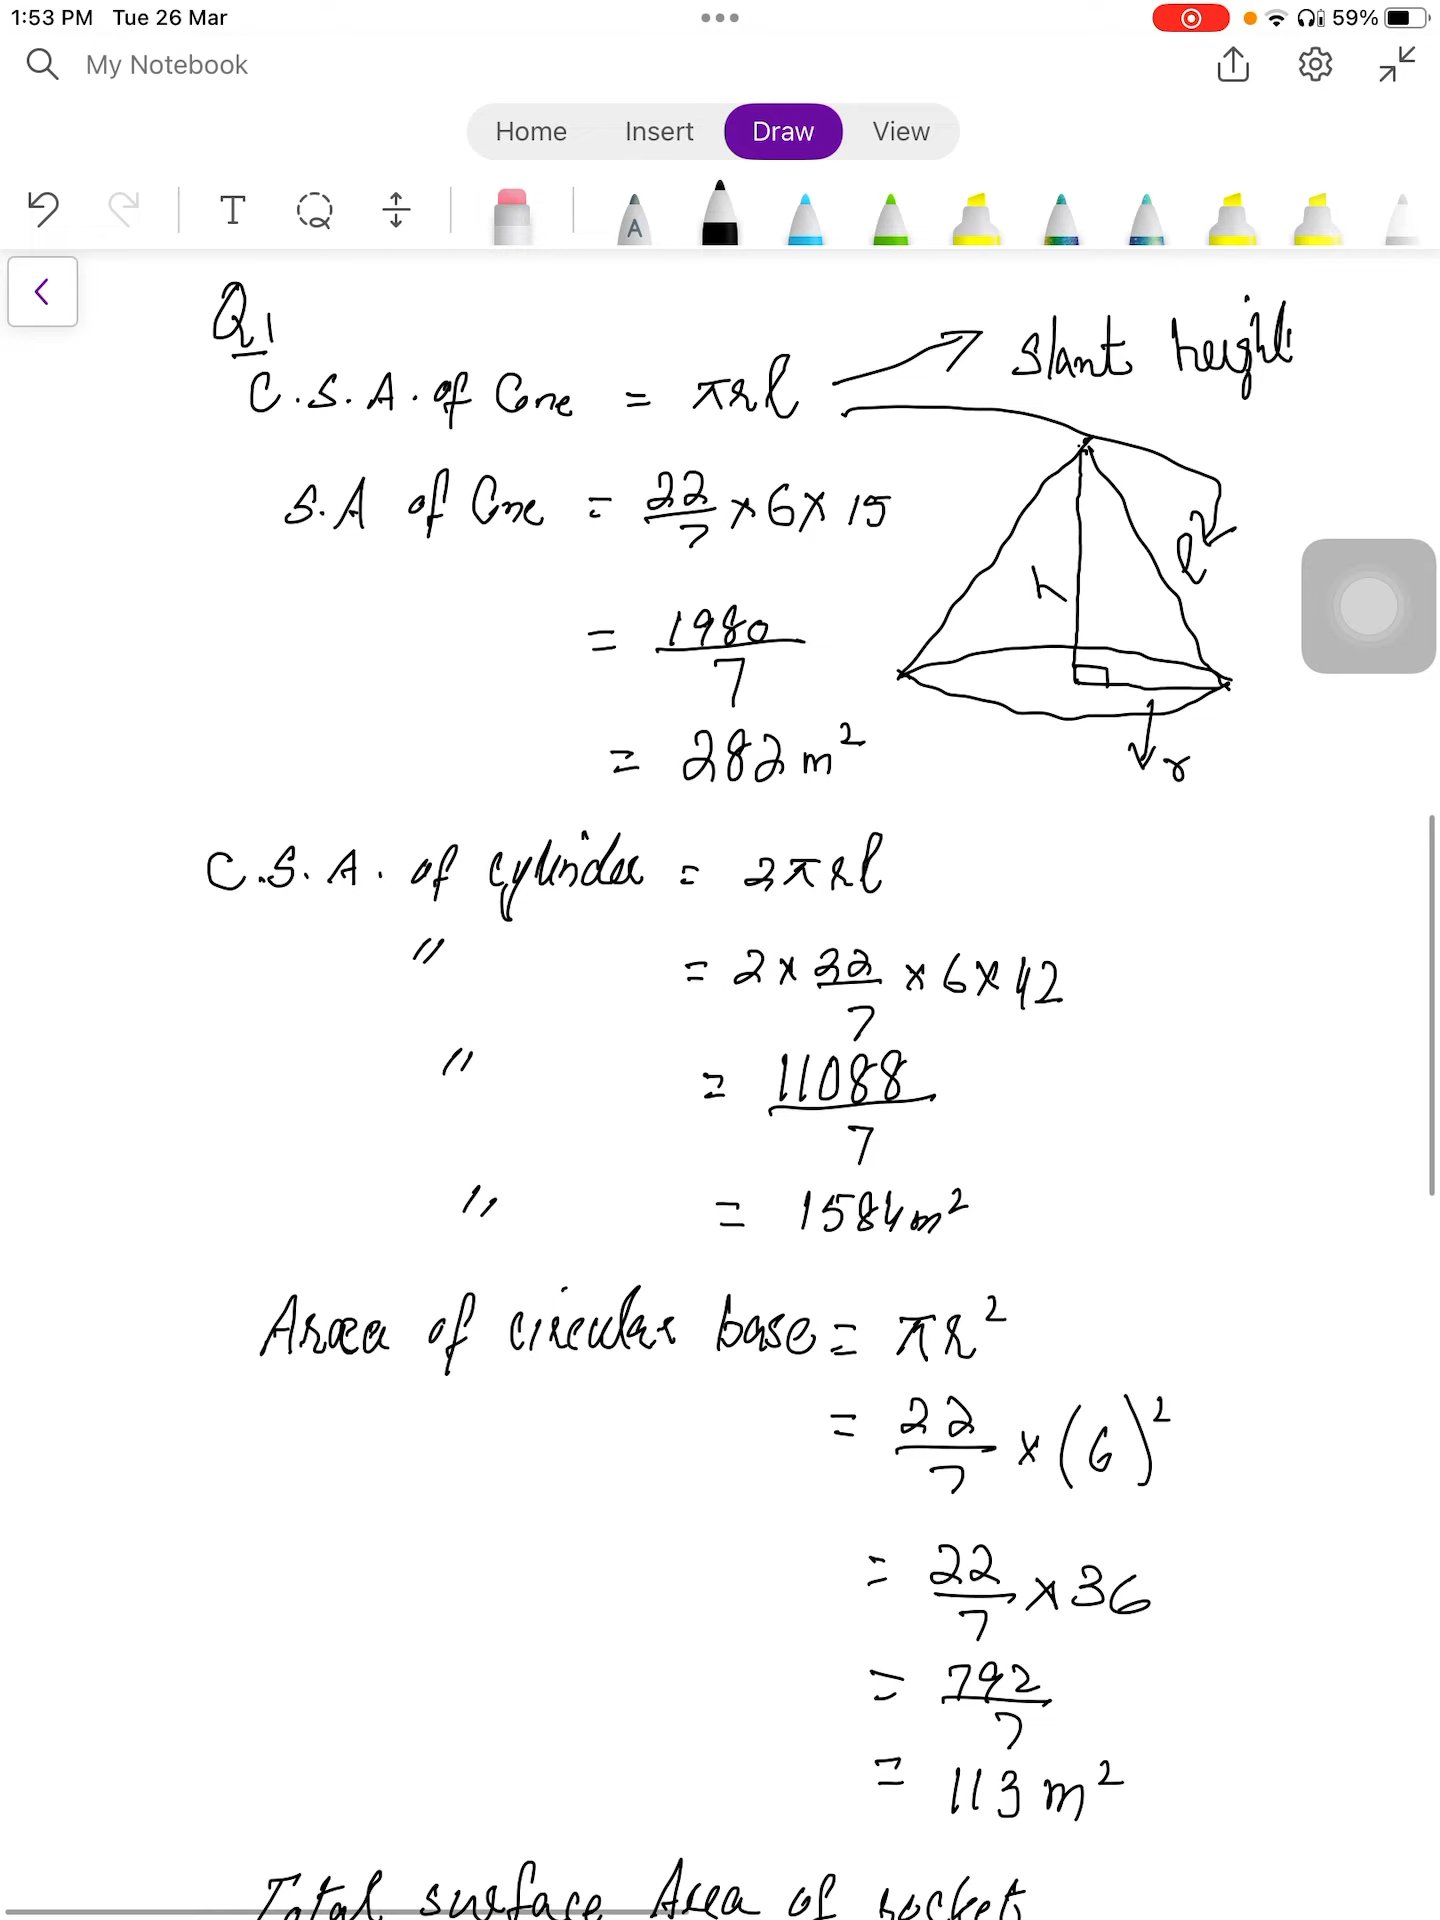 1:53 PM Tue 26 Mar
59%
My Notebook
Home Insert Draw View
T
A
Q1
C.S.A. of Cone = πrl
slant height
S.A of Cone = 22/7 × 6 × 15
l
h
= 1980/7
= 282 m²
r
C.S.A. of cylinder = 2πrl
" = 2 × 22/7 × 6 × 42
" = 11088/7
" = 1584 m²
Area of circular base = πr²
= 22/7 × (6)²
= 22/7 × 36
= 792/7
= 113 m²
Total surface Area of rocket